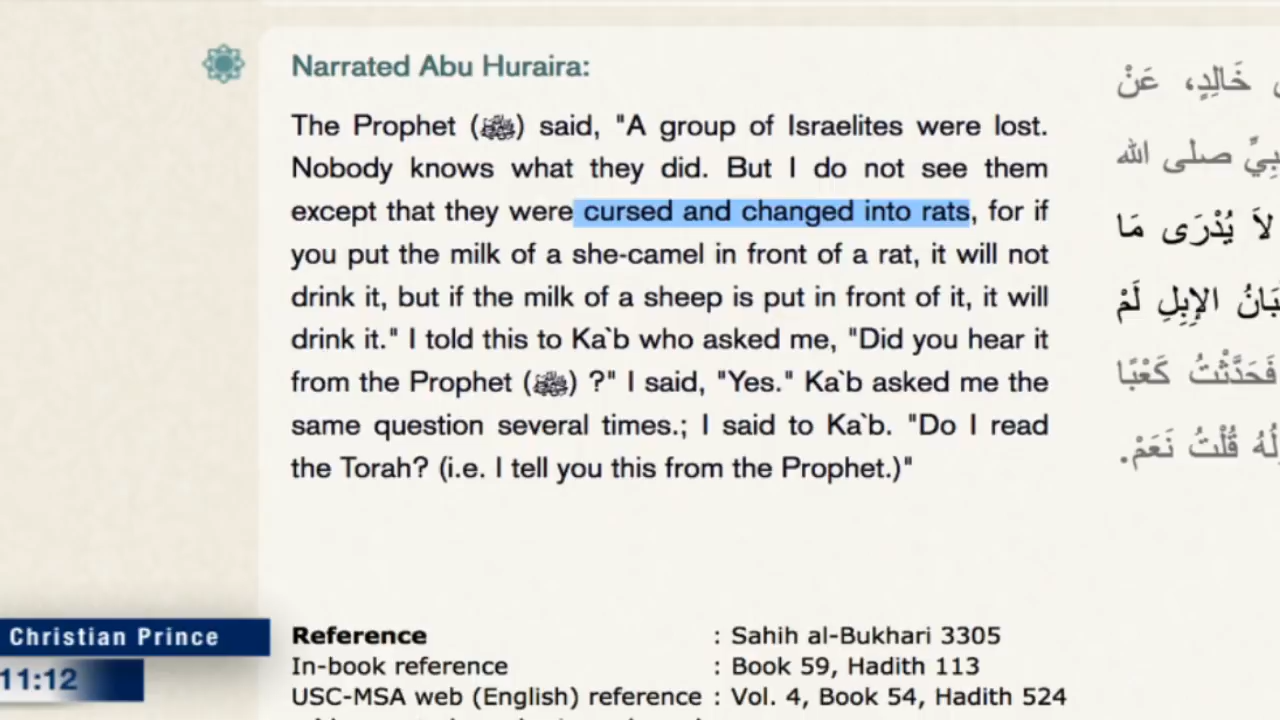 Narrated Abu Huraira:
The Prophet (ﷺ) said, "A group of Israelites were lost.
Nobody knows what they did. But I do not see them
except that they were cursed and changed into rats, for if
you put the milk of a she-camel in front of a rat, it will not
drink it, but if the milk of a sheep is put in front of it, it will
drink it." I told this to Ka`b who asked me, "Did you hear it
from the Prophet (ﷺ) ?" I said, "Yes." Ka`b asked me the
same question several times.; I said to Ka`b. "Do I read
the Torah? (i.e. I tell you this from the Prophet.)"
خَالِدٍ، عَنْ
صلى الله
لاَ يُدْرَى مَا
الإِبِلِ لَمْ
فَحَدَّثْتُ كَعْبًا
قُلْتُ نَعَمْ.
Christian Prince
11:12
Reference : Sahih al-Bukhari 3305
In-book reference : Book 59, Hadith 113
USC-MSA web (English) reference : Vol. 4, Book 54, Hadith 524